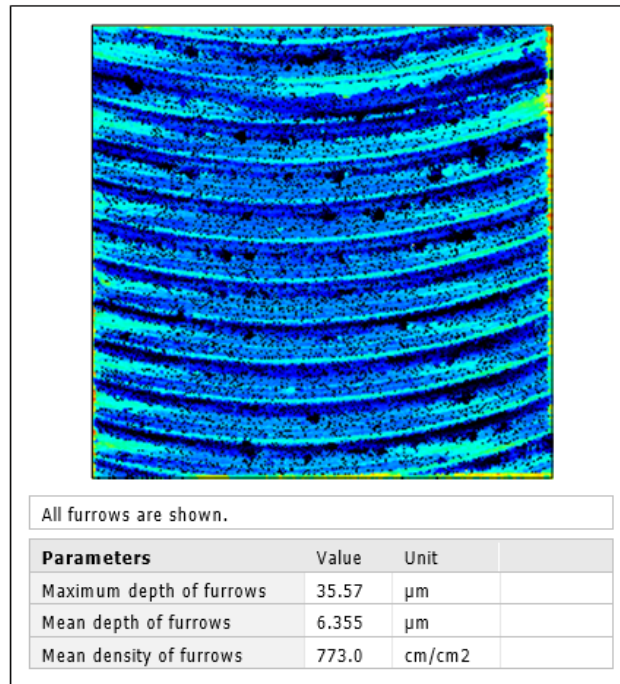 All furrows are shown.
Parameters Value Unit
Maximum depth of furrows 35.57 µm
Mean depth of furrows 6.355 µm
Mean density of furrows 773.0 cm/cm2